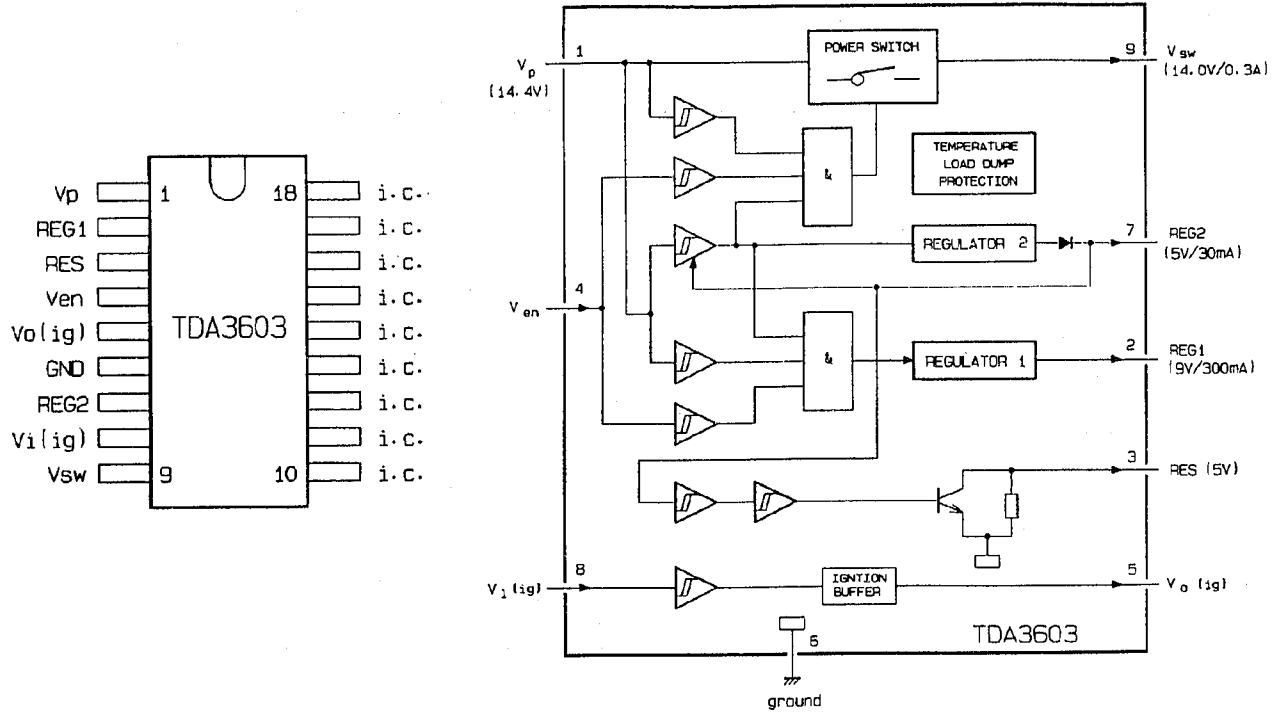 Vp 1 18 i.c.
REG1 i.c.
RES i.c.
Ven i.c.
Vo(ig) TDA3603 i.c.
GND i.c.
REG2 i.c.
Vi(ig) i.c.
Vsw 9 10 i.c.
1
Vp
(14.4V)
POWER SWITCH
9
Vsw
(14.0V/0.3A)
&
TEMPERATURE
LOAD DUMP
PROTECTION
REGULATOR 2
7
REG2
(5V/30mA)
4
Ven
&
REGULATOR 1
2
REG1
(9V/300mA)
3
RES (5V)
8
V1(ig)
IGNTION
BUFFER
5
Vo (ig)
6
TDA3603
ground